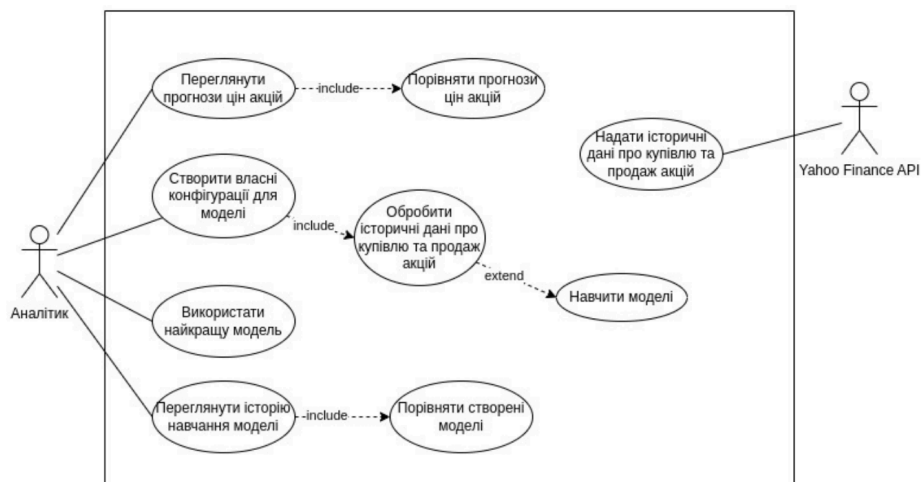 Переглянути
прогнози цін акцій
include
Порівняти прогнози
цін акцій
Надати історичні
дані про купівлю та
продаж акцій
Yahoo Finance API
Створити власні
конфігурації для
моделі
include
Обробити
історичні дані про
купівлю та продаж
акцій
extend
Навчити моделі
Аналітик
Використати
найкращу модель
Переглянути історію
навчання моделі
include
Порівняти створені
моделі